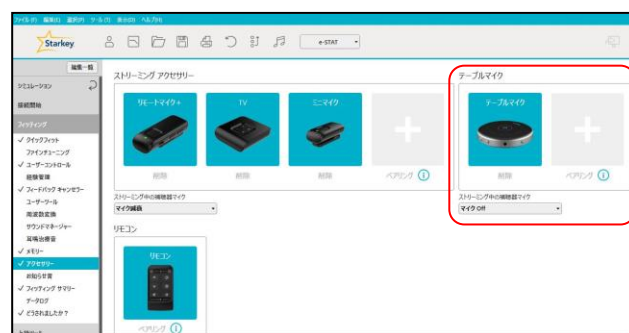 ファイル(F) 編集(E) 選択(P) ツール(T) 表示(D) ヘルプ(H)
Starkey
e-STAT
編集一覧
シミュレーション
接続開始
フィッティング
クイックフィット
ファインチューニング
ユーザーコントロール
経験管理
フィードバック キャンセラー
ユーザーツール
周波数変換
サウンドマネージャー
耳鳴治療音
メモリー
アクセサリー
お知らせ音
フィッティング サマリー
データログ
どうされましたか？
ストリーミング アクセサリー
リモートマイク+
TV
ミニマイク
削除
削除
削除
ペアリング
ストリーミング中の補聴器マイク
マイク減音
テーブルマイク
テーブルマイク
削除
ペアリング
ストリーミング中の補聴器マイク
マイク Off
リモコン
リモコン
ペアリング